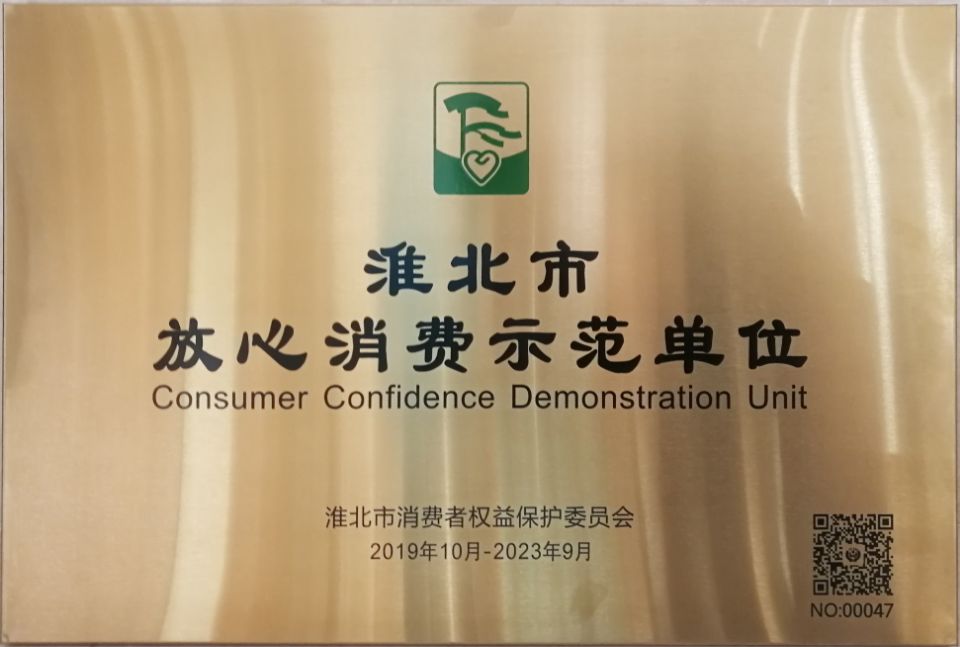 淮北市
放心消费示范单位
Consumer Confidence Demonstration Unit
淮北市消费者权益保护委员会
2019年10月-2023年9月
NO:00047